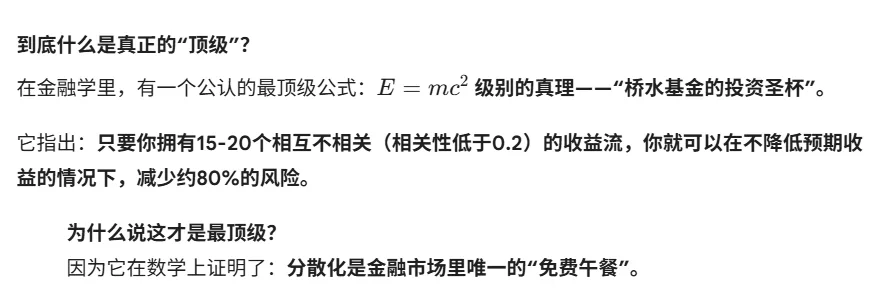 到底什么是真正的“顶级”？
在金融学里，有一个公认的最顶级公式：E = mc² 级别的真理——“桥水基金的投资圣杯”。
它指出：只要你拥有15-20个相互不相关（相关性低于0.2）的收益流，你就可以在不降低预期收
益的情况下，减少约80%的风险。
为什么说这才是最顶级？
因为它在数学上证明了：分散化是金融市场里唯一的“免费午餐”。